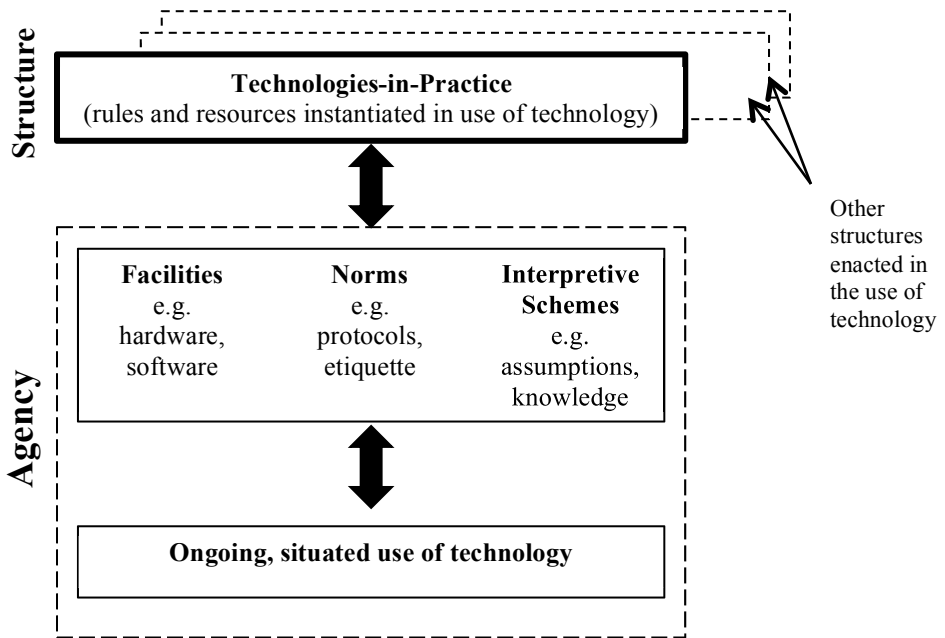 Structure
Technologies-in-Practice
(rules and resources instantiated in use of technology)
Other
structures
enacted in
the use of
technology
Agency
Facilities
e.g.
hardware,
software
Norms
e.g.
protocols,
etiquette
Interpretive
Schemes
e.g.
assumptions,
knowledge
Ongoing, situated use of technology